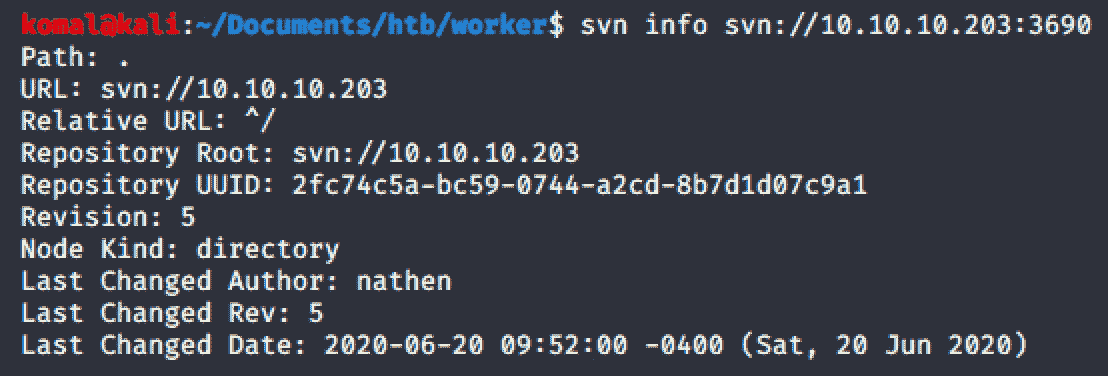 komal@kali:~/Documents/htb/worker$ svn info svn://10.10.10.203:3690
Path: .
URL: svn://10.10.10.203
Relative URL: ^/
Repository Root: svn://10.10.10.203
Repository UUID: 2fc74c5a-bc59-0744-a2cd-8b7d1d07c9a1
Revision: 5
Node Kind: directory
Last Changed Author: nathen
Last Changed Rev: 5
Last Changed Date: 2020-06-20 09:52:00 -0400 (Sat, 20 Jun 2020)